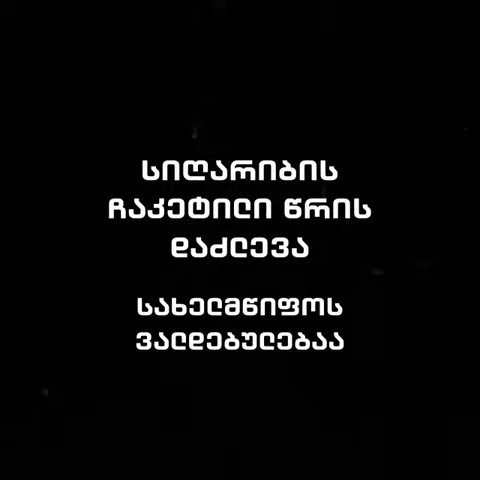 სიღარიბის
ჩაკეტილი წრის
დაძლევა
სახელმწიფოს
ვალდებულებაა